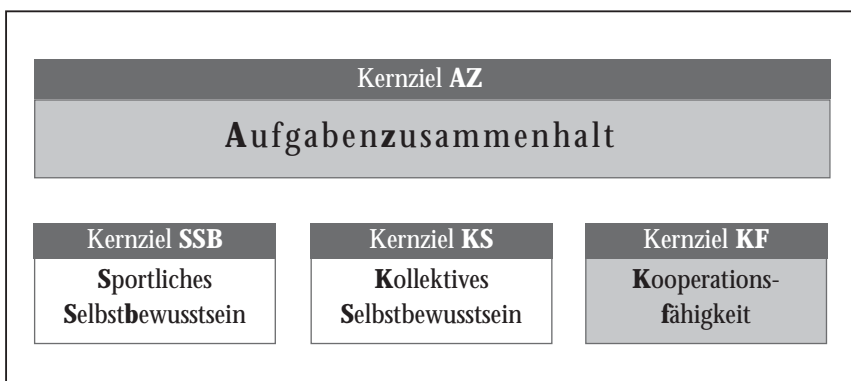 Kernziel AZ
Aufgabenzusammenhalt
Kernziel SSB
Sportliches
Selbstbewusstsein
Kernziel KS
Kollektives
Selbstbewusstsein
Kernziel KF
Kooperations-
fähigkeit